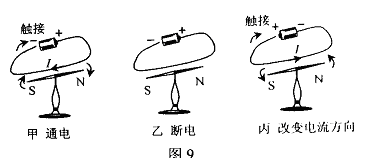 触接
- +
I
S N
甲 通电
- +
S N
乙 断电
触接
+ -
I
S N
丙 改变电流方向
图9